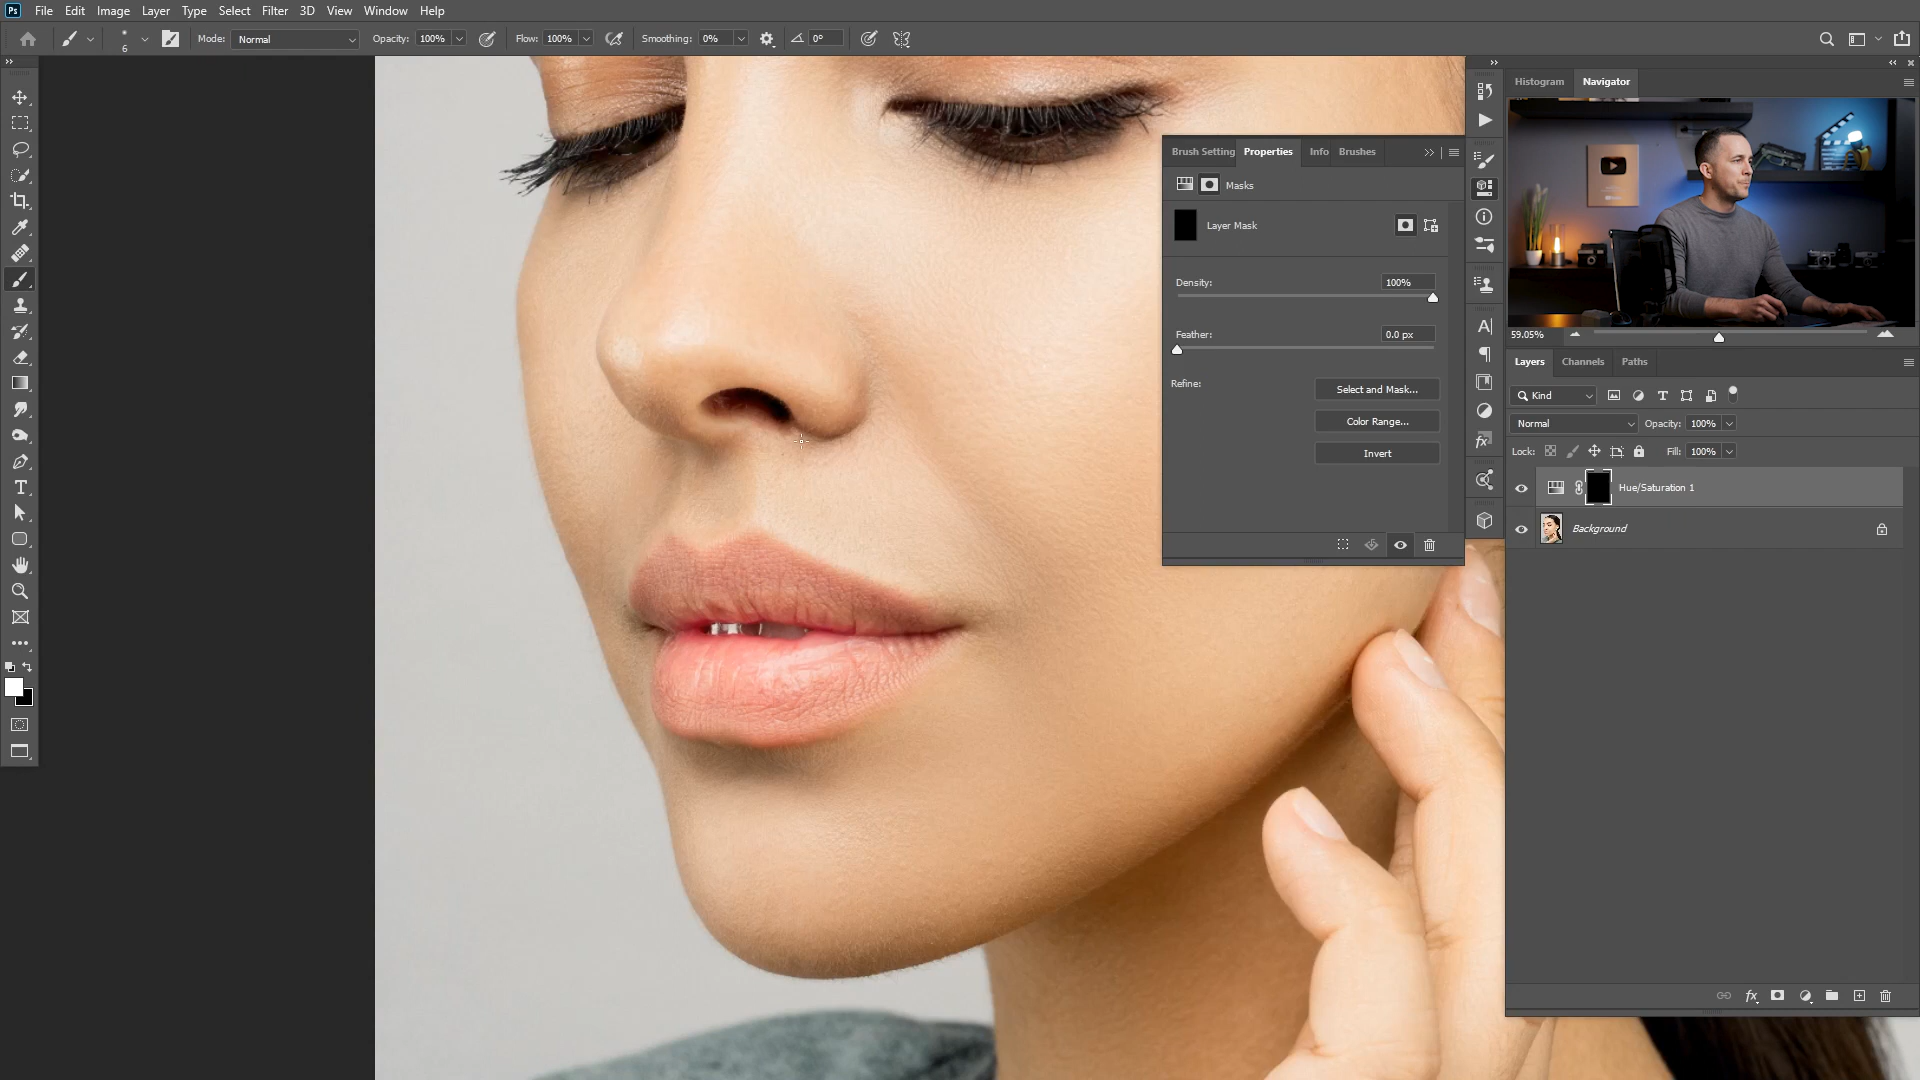 Ps File Edit Image Layer Type Select Filter 3D View Window Help
6 Mode: Normal Opacity: 100% Flow: 100% Smoothing: 0% 0°
Histogram Navigator
Brush Setting Properties Info Brushes
Masks
Layer Mask
Density: 100%
Feather: 0.0 px
Refine: Select and Mask...
Color Range...
Invert
59.05%
Layers Channels Paths
Kind
Normal Opacity: 100%
Lock: Fill: 100%
Hue/Saturation 1
Background